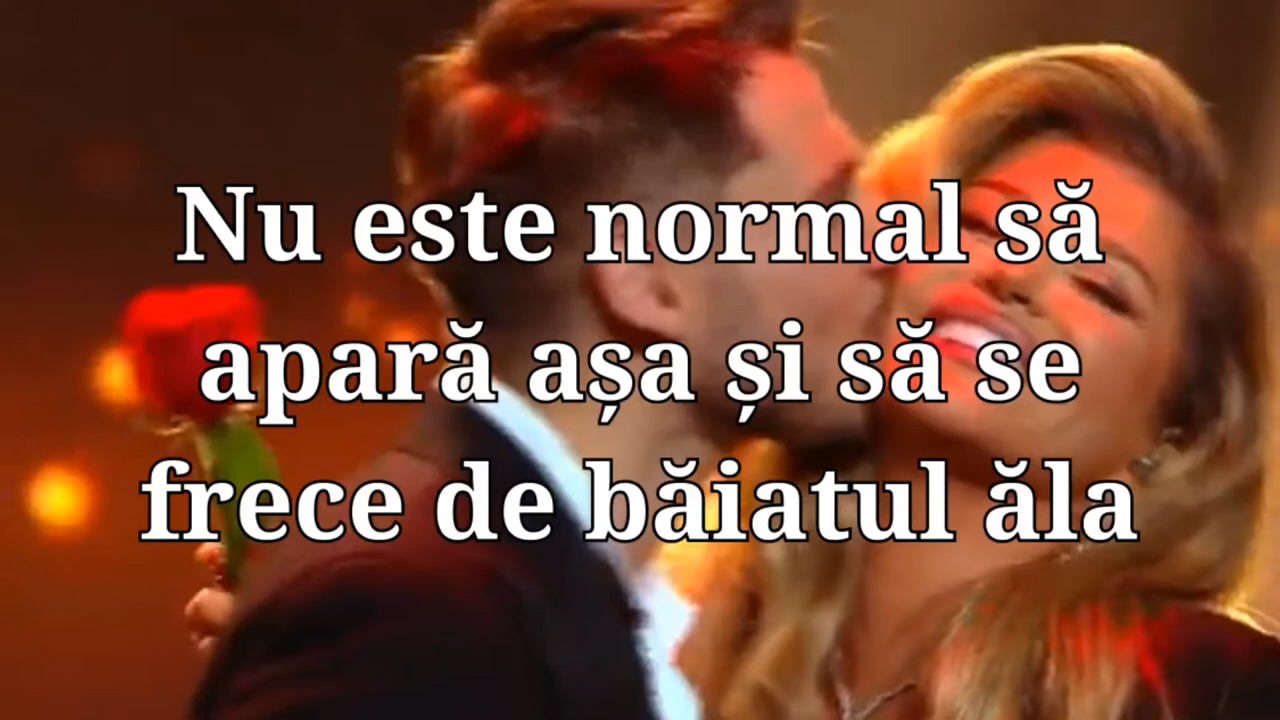 Nu este normal să
apară așa și să se
frece de băiatul ăla